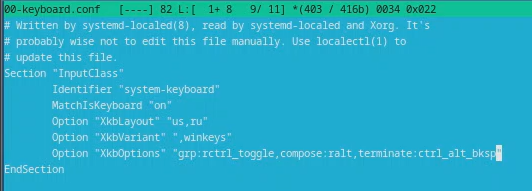 00-keyboard.conf [----] 82 L:[ 1+ 8 9/ 11] *(403 / 416b) 0034 0x022
# Written by systemd-localed(8), read by systemd-localed and Xorg. It's
# probably wise not to edit this file manually. Use localectl(1) to
# update this file.
Section "InputClass"
Identifier "system-keyboard"
MatchIsKeyboard "on"
Option "XkbLayout" "us,ru"
Option "XkbVariant" ",winkeys"
Option "XkbOptions" "grp:rctrl_toggle,compose:ralt,terminate:ctrl_alt_bksp"
EndSection